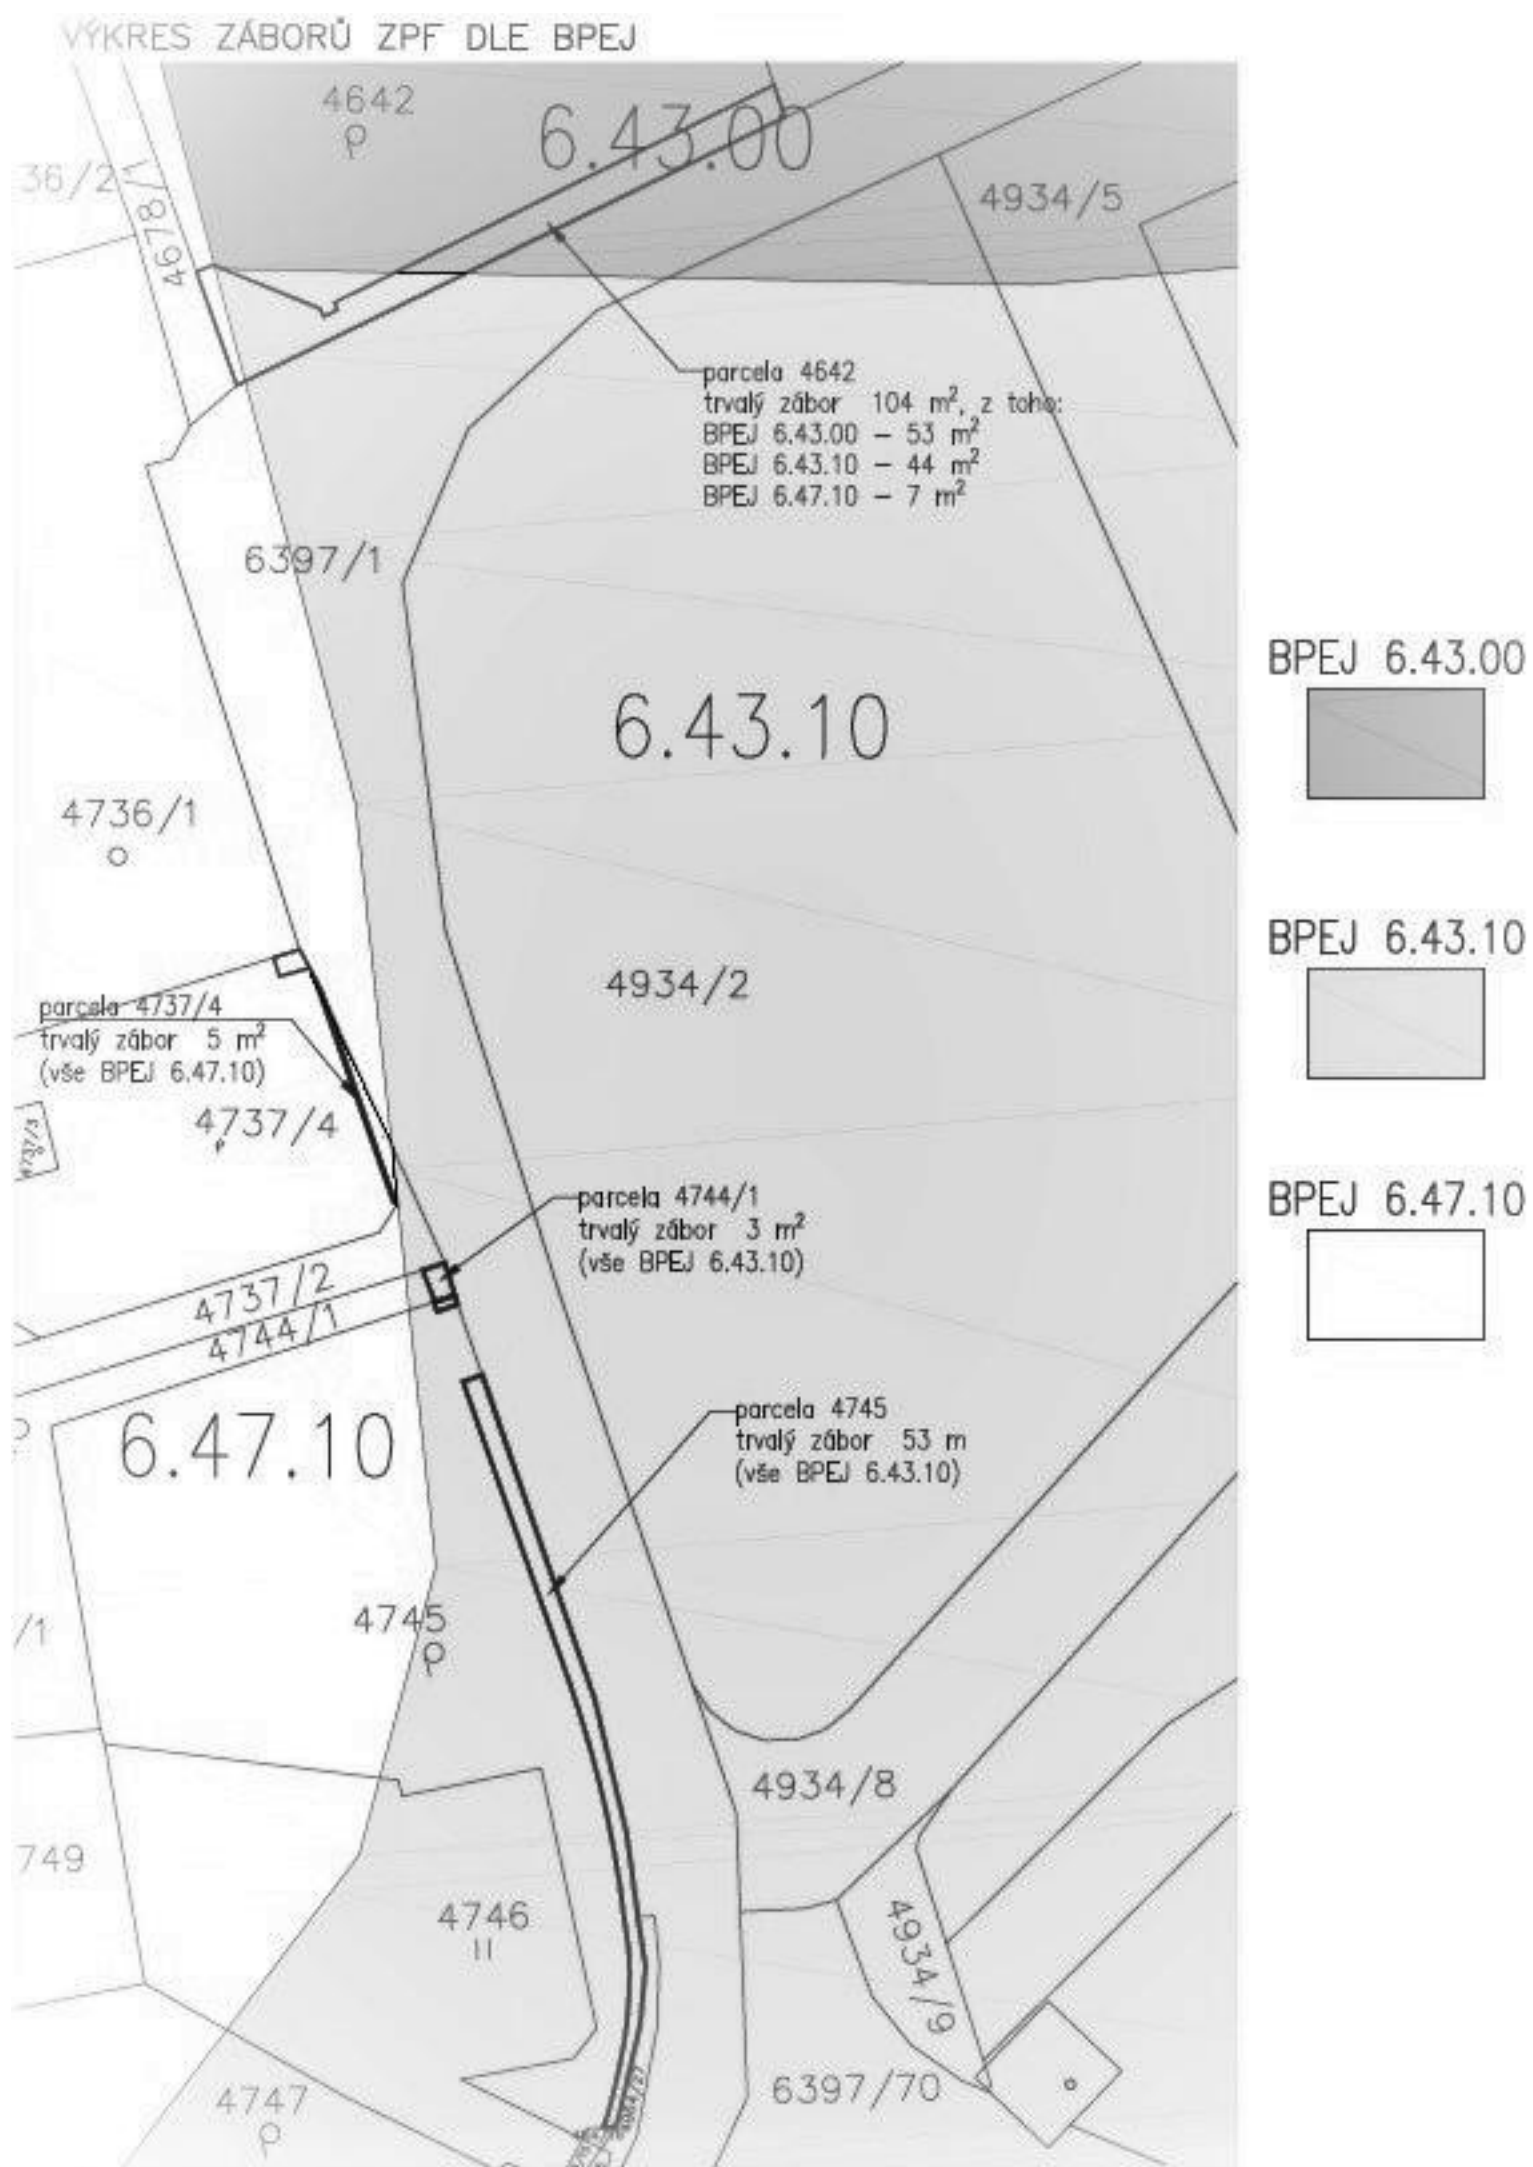 VÝKRES ZÁBORŮ ZPF DLE BPEJ
4642
6.43.00
36/2
4678/1
4934/5
parcela 4642
trvalý zábor 104 m², z toho:
BPEJ 6.43.00 – 53 m²
BPEJ 6.43.10 – 44 m²
BPEJ 6.47.10 – 7 m²
6397/1
BPEJ 6.43.00
6.43.10
4736/1
BPEJ 6.43.10
4934/2
parcela 4737/4
trvalý zábor 5 m²
(vše BPEJ 6.47.10)
4737/4
parcela 4744/1
trvalý zábor 3 m²
(vše BPEJ 6.43.10)
BPEJ 6.47.10
4737/2
4744/1
6.47.10
parcela 4745
trvalý zábor 53 m
(vše BPEJ 6.43.10)
/1
4745
4934/8
749
4746
4934/9
4747
6397/70